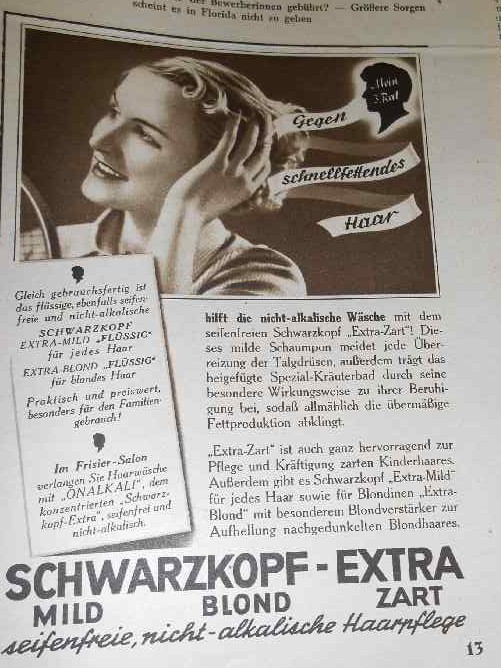 der Bewerberinnen gebührt? — Größere Sorgen
scheint es in Florida nicht zu geben
Mein
3. Rat
Gegen
schnellfettendes
Haar
Gleich gebrauchsfertig ist
das flüssige, ebenfalls seifen-
freie und nicht-alkalische
SCHWARZKOPF
EXTRA-MILD „FLÜSSIG“
für jedes Haar
EXTRA-BLOND „FLÜSSIG“
für blondes Haar
Praktisch und preiswert,
besonders für den Familien-
gebrauch!
Im Frisier-Salon
verlangen Sie Haarwäsche
mit „ONALKALI“, dem
konzentrierten „Schwarz-
kopf-Extra“, seifenfrei und
nicht-alkalisch.
hilft die nicht-alkalische Wäsche mit dem
seifenfreien Schwarzkopf „Extra-Zart“! Die-
ses milde Schaumpon meidet jede Über-
reizung der Talgdrüsen, außerdem trägt das
beigefügte Spezial-Kräuterbad durch seine
besondere Wirkungsweise zu ihrer Beruhi-
gung bei, sodaß allmählich die übermäßige
Fettproduktion abklingt.
„Extra-Zart“ ist auch ganz hervorragend zur
Pflege und Kräftigung zarten Kinderhaares.
Außerdem gibt es Schwarzkopf „Extra-Mild“
für jedes Haar sowie für Blondinen „Extra-
Blond“ mit besonderem Blondverstärker zur
Aufhellung nachgedunkelten Blondhaares.
SCHWARZKOPF-EXTRA
MILD BLOND ZART
seifenfreie, nicht-alkalische Haarpflege
13